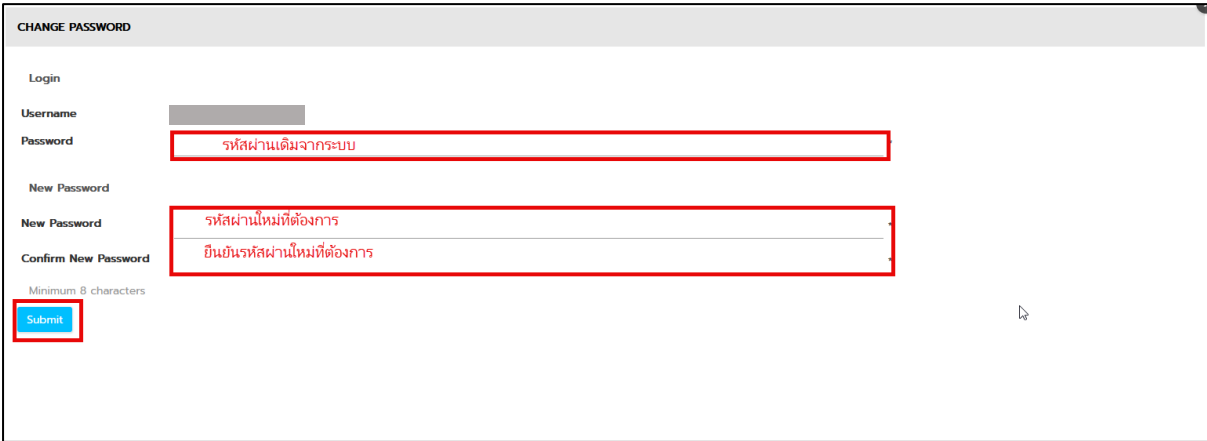 CHANGE PASSWORD
Login
Username
Password รหัสผ่านเดิมจากระบบ *
New Password
New Password รหัสผ่านใหม่ที่ต้องการ *
Confirm New Password ยืนยันรหัสผ่านใหม่ที่ต้องการ *
Minimum 8 characters
Submit